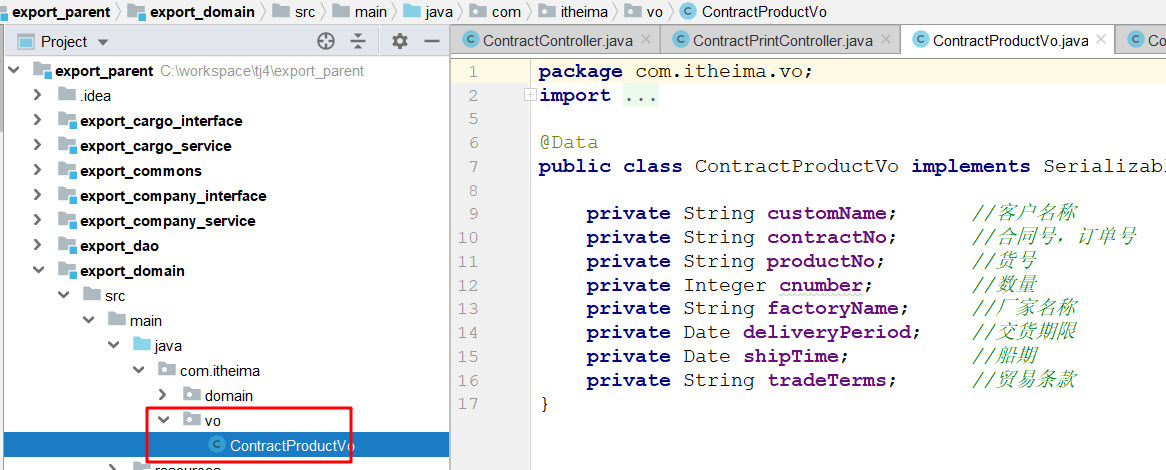 export_parent export_domain src main java com itheima vo ContractProductVo
Project
ContractController.java ContractPrintController.java ContractProductVo.java Co
export_parent C:\workspace\tj4\export_parent
.idea
export_cargo_interface
export_cargo_service
export_commons
export_company_interface
export_company_service
export_dao
export_domain
src
main
java
com.itheima
domain
vo
ContractProductVo
resources
1 package com.itheima.vo;
2 import ...
5
6 @Data
7 public class ContractProductVo implements Serializabl
8
9 private String customName; //客户名称
10 private String contractNo; //合同号，订单号
11 private String productNo; //货号
12 private Integer cnumber; //数量
13 private String factoryName; //厂家名称
14 private Date deliveryPeriod; //交货期限
15 private Date shipTime; //船期
16 private String tradeTerms; //贸易条款
17 }